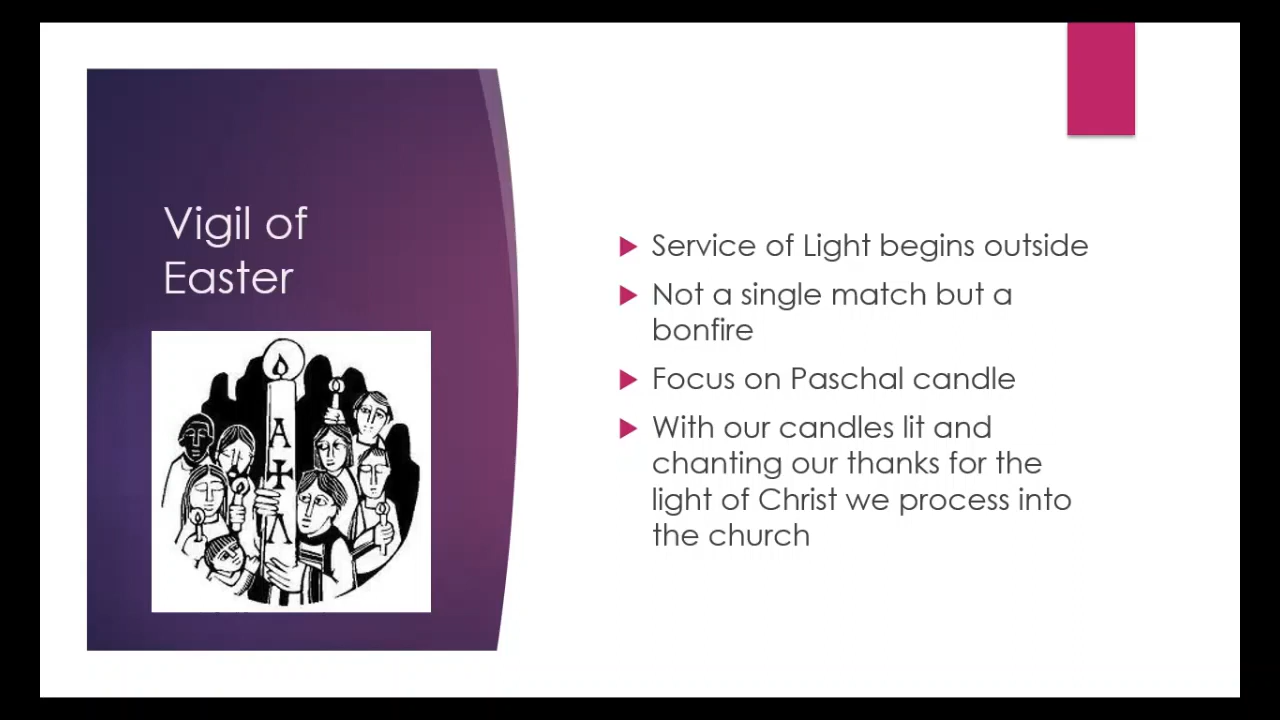 Vigil of
Easter
A
Λ
Service of Light begins outside
Not a single match but a
bonfire
Focus on Paschal candle
With our candles lit and
chanting our thanks for the
light of Christ we process into
the church